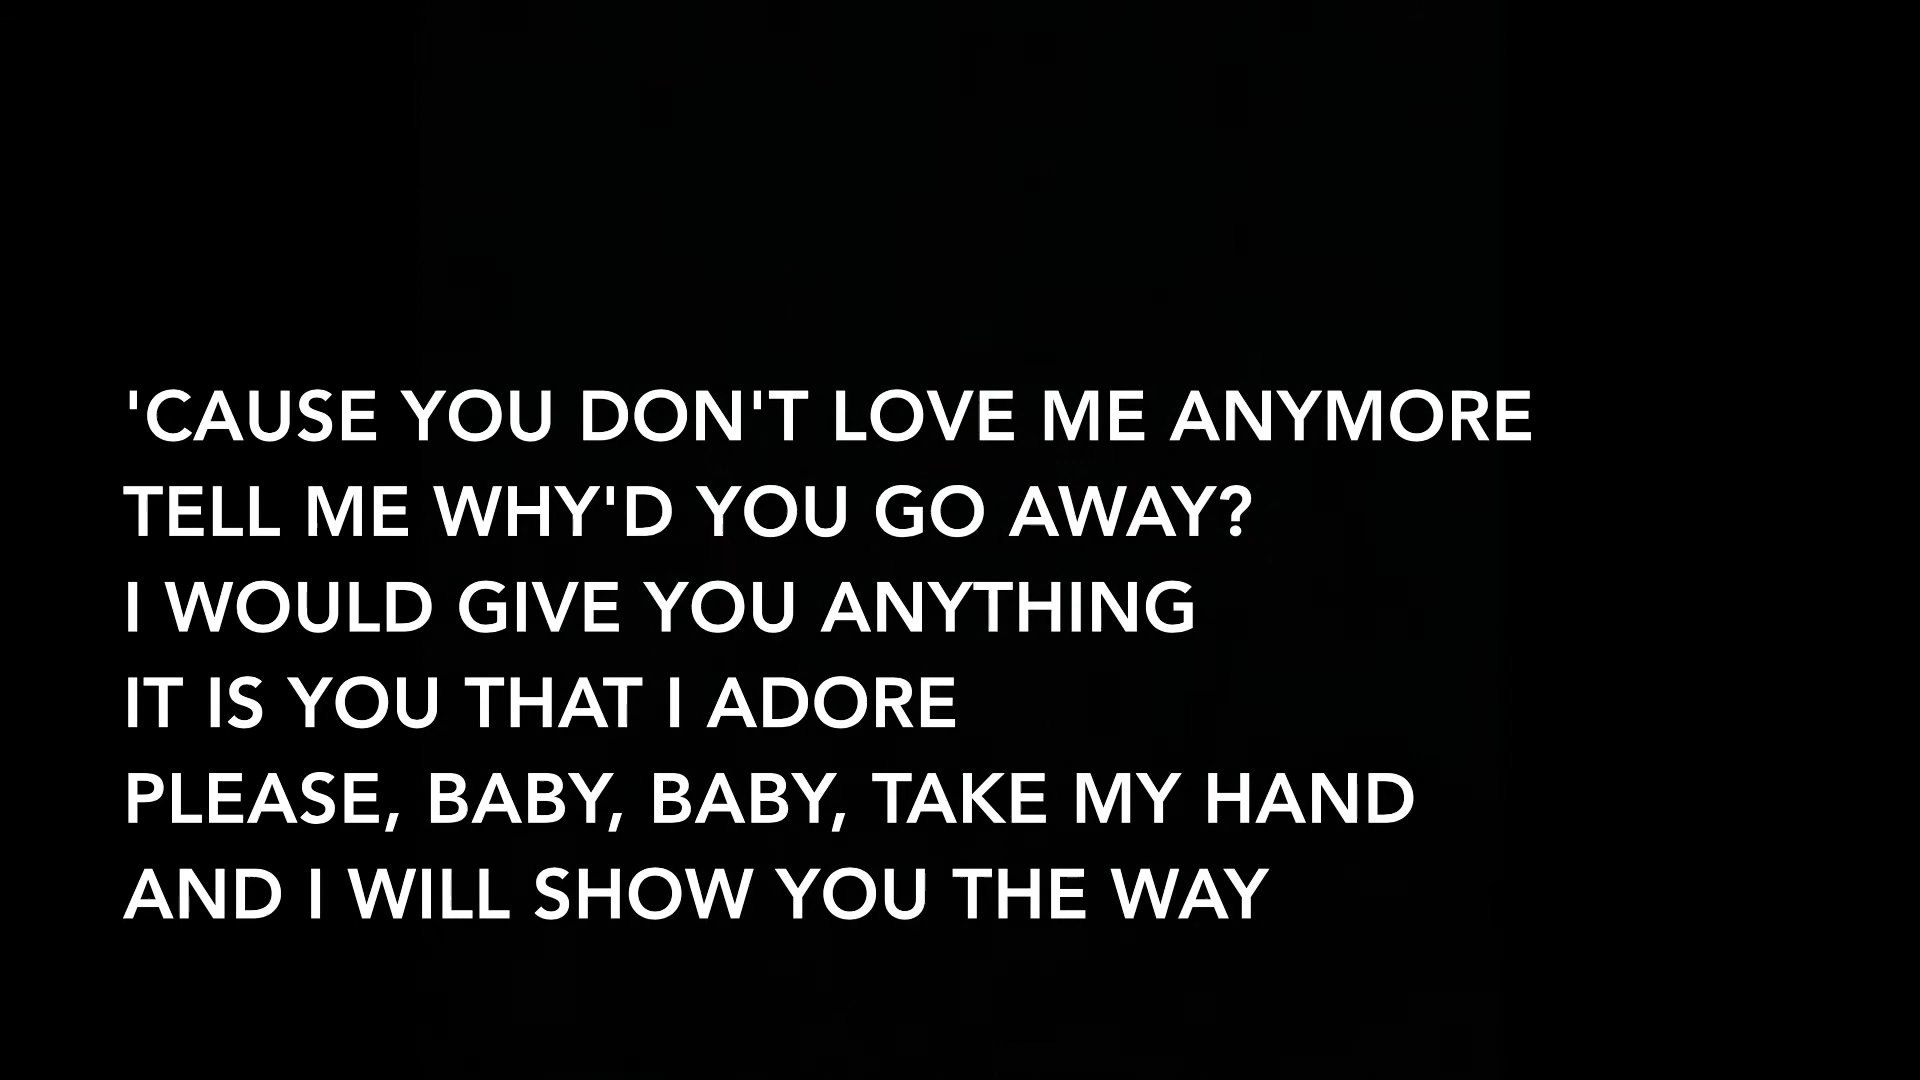 'CAUSE YOU DON'T LOVE ME ANYMORE
TELL ME WHY'D YOU GO AWAY?
I WOULD GIVE YOU ANYTHING
IT IS YOU THAT I ADORE
PLEASE, BABY, BABY, TAKE MY HAND
AND I WILL SHOW YOU THE WAY